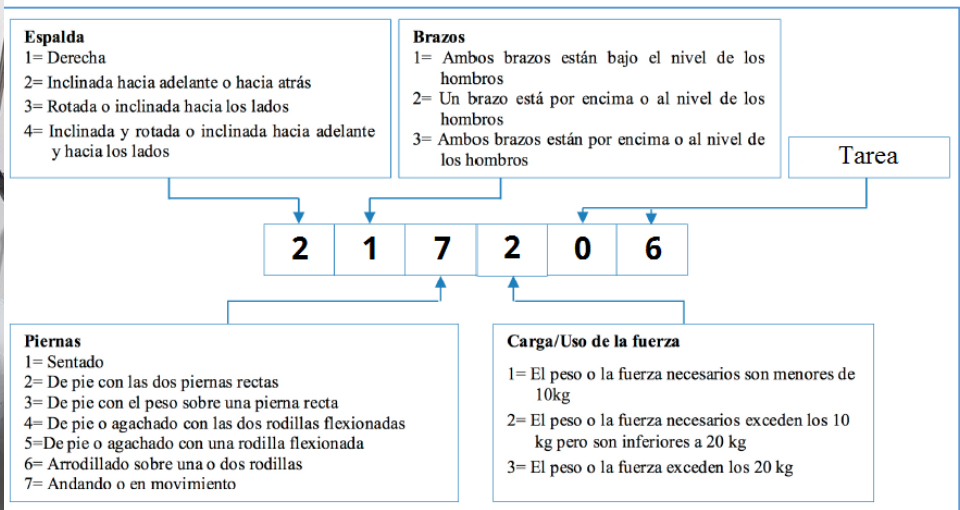 Espalda
1= Derecha
2= Inclinada hacia adelante o hacia atrás
3= Rotada o inclinada hacia los lados
4= Inclinada y rotada o inclinada hacia adelante
y hacia los lados
Brazos
1= Ambos brazos están bajo el nivel de los
hombros
2= Un brazo está por encima o al nivel de los
hombros
3= Ambos brazos están por encima o al nivel de
los hombros
Tarea
2 1 7 2 0 6
Piernas
1= Sentado
2= De pie con las dos piernas rectas
3= De pie con el peso sobre una pierna recta
4= De pie o agachado con las dos rodillas flexionadas
5=De pie o agachado con una rodilla flexionada
6= Arrodillado sobre una o dos rodillas
7= Andando o en movimiento
Carga/Uso de la fuerza
1= El peso o la fuerza necesarios son menores de
10kg
2= El peso o la fuerza necesarios exceden los 10
kg pero son inferiores a 20 kg
3= El peso o la fuerza exceden los 20 kg